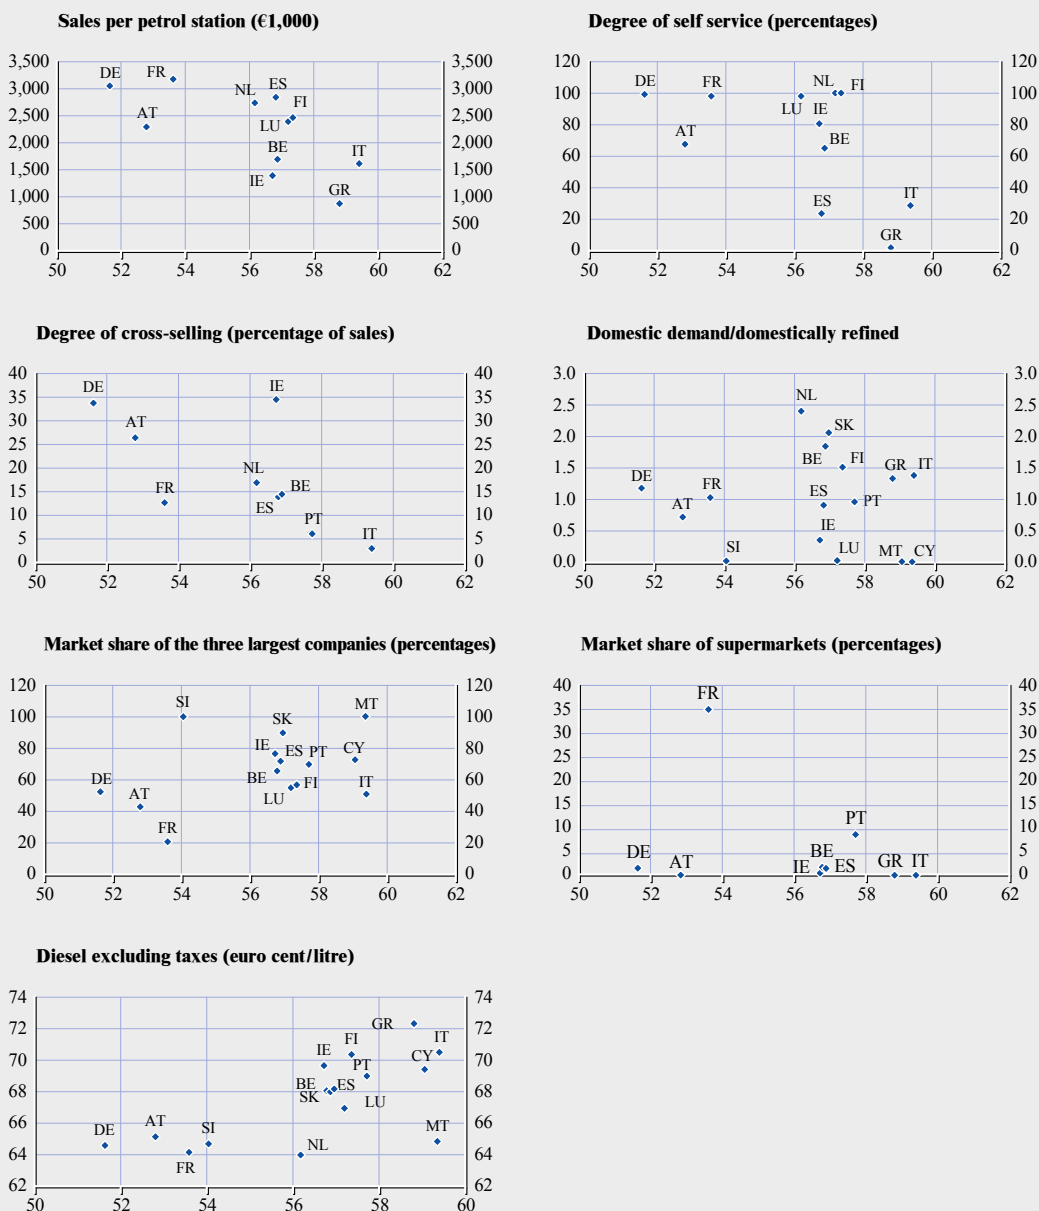 Sales per petrol station (€1,000)
3,500 3,500
3,000 3,000
2,500 2,500
2,000 2,000
1,500 1,500
1,000 1,000
500 500
0 0
50 52 54 56 58 60 62
DE FR
NL ES
AT FI
LU
BE IT
IE
GR
Degree of self service (percentages)
120 120
100 100
80 80
60 60
40 40
20 20
0 0
50 52 54 56 58 60 62
DE FR NL FI
LU IE
AT BE
ES IT
GR
Degree of cross-selling (percentage of sales)
40 40
35 35
30 30
25 25
20 20
15 15
10 10
5 5
0 0
50 52 54 56 58 60 62
DE IE
AT
NL
FR BE
ES
PT
IT
Domestic demand/domestically refined
3.0 3.0
2.5 2.5
2.0 2.0
1.5 1.5
1.0 1.0
0.5 0.5
0.0 0.0
50 52 54 56 58 60 62
NL
SK
BE FI GR IT
DE FR
AT ES PT
IE
SI LU MT CY
Market share of the three largest companies (percentages)
120 120
100 100
80 80
60 60
40 40
20 20
0 0
50 52 54 56 58 60 62
SI MT
SK
IE ES PT CY
DE BE FI IT
AT LU
FR
Market share of supermarkets (percentages)
40 40
35 35
30 30
25 25
20 20
15 15
10 10
5 5
0 0
50 52 54 56 58 60 62
FR
PT
DE BE
AT IE ES GR IT
Diesel excluding taxes (euro cent/litre)
74 74
72 72
70 70
68 68
66 66
64 64
62 62
50 52 54 56 58 60
GR
FI IT
IE CY
PT
BE ES
SK LU
AT SI MT
DE NL
FR